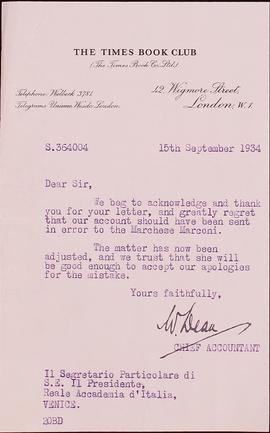 THE TIMES BOOK CLUB
(The Times Book Co. Ltd.)
Telephone: Welbeck 3781.
Telegrams: Unisma, Wesdo, London.
42, Wigmore Street,
London, W.1.
S.364004
15th September 1934
Dear Sir,
We beg to acknowledge and thank
you for your letter, and greatly regret
that our account should have been sent
in error to the Marchese Marconi.
The matter has now been
adjusted, and we trust that she will
be good enough to accept our apologies
for the mistake.
Yours faithfully,
CHIEF ACCOUNTANT
Il Segretario Particolare di
S.E. Il Presidente,
Reale Accademia d'Italia,
VENICE.
20BD